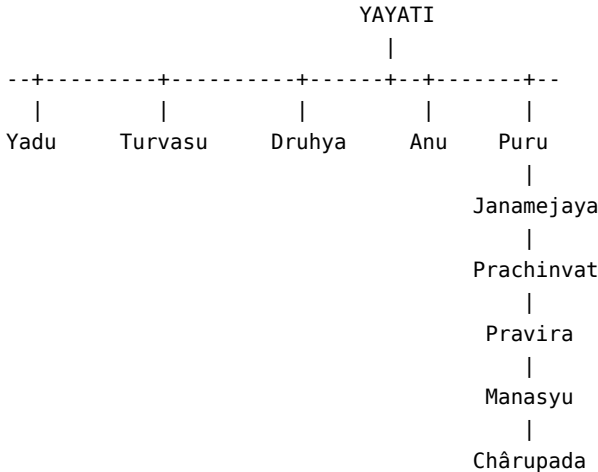 YAYATI
Yadu Turvasu Druhya Anu Puru
Janamejaya
Prachinvat
Pravira
Manasyu
Chârupada